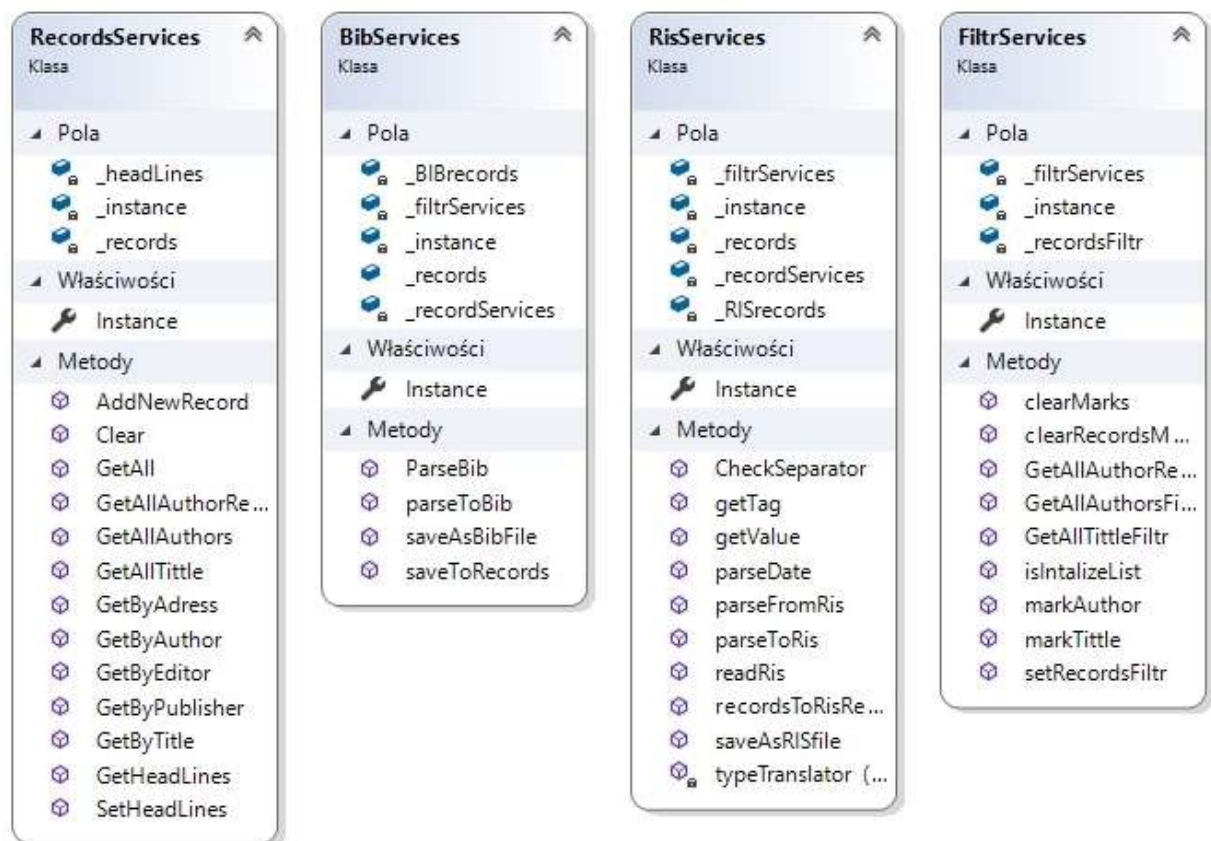 RecordsServices
Klasa
Pola
_headLines
_instance
_records
Właściwości
Instance
Metody
AddNewRecord
Clear
GetAll
GetAllAuthorRe...
GetAllAuthors
GetAllTittle
GetByAdress
GetByAuthor
GetByEditor
GetByPublisher
GetByTitle
GetHeadLines
SetHeadLines
BibServices
Klasa
Pola
_BIBrecords
_filtrServices
_instance
_records
_recordServices
Właściwości
Instance
Metody
ParseBib
parseToBib
saveAsBibFile
saveToRecords
RisServices
Klasa
Pola
_filtrServices
_instance
_records
_recordServices
_RISrecords
Właściwości
Instance
Metody
CheckSeparator
getTag
getValue
parseDate
parseFromRis
parseToRis
readRis
recordsToRisRe...
saveAsRISfile
typeTranslator (...
FiltrServices
Klasa
Pola
_filtrServices
_instance
_recordsFiltr
Właściwości
Instance
Metody
clearMarks
clearRecordsM...
GetAllAuthorRe...
GetAllAuthorsFi...
GetAllTittleFiltr
isIntalizeList
markAuthor
markTittle
setRecordsFiltr